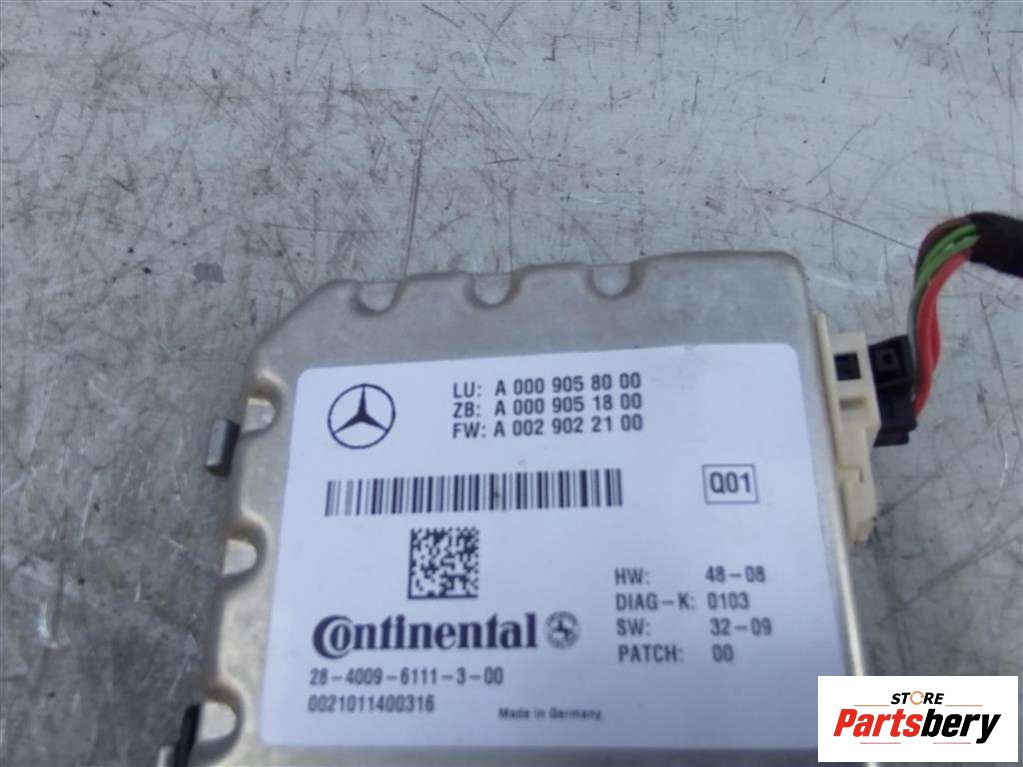 LU: A 000 905 80 00
ZB: A 000 905 18 00
FW: A 002 902 21 00
Q01
HW: 48-08
DIAG-K: 0103
SW: 32-09
PATCH: 00
Continental
28-4009-6111-3-00
0021011400316
Made in Germany
STORE
Partsbery